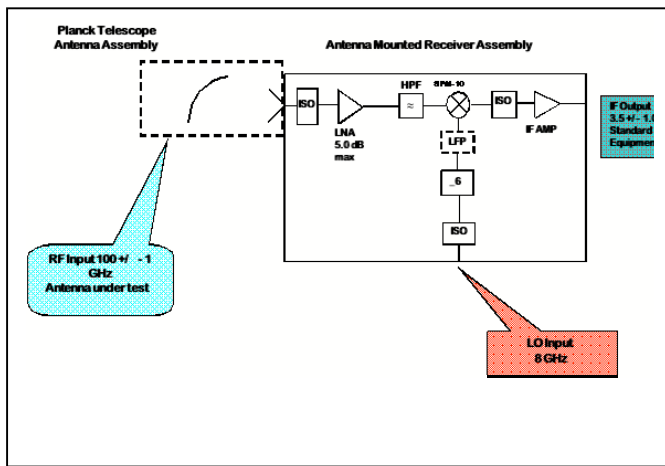 Planck Telescope
Antenna Assembly
Antenna Mounted Receiver Assembly
ISO
LNA
5.0 dB
max
HPF
≈
SPM-10
ISO
IF AMP
LFP
_6
ISO
IF Output
3.5 +/- 1.0
Standard
Equipment
RF Input 100 +/ - 1
GHz
Antenna under test
LO Input
8 GHz